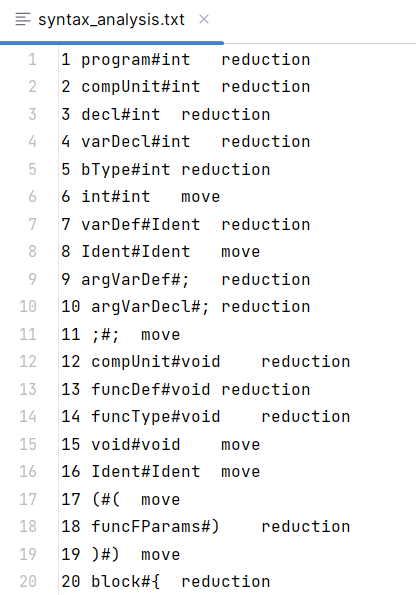 syntax_analysis.txt
1 1 program#int reduction
2 2 compUnit#int reduction
3 3 decl#int reduction
4 4 varDecl#int reduction
5 5 bType#int reduction
6 6 int#int move
7 7 varDef#Ident reduction
8 8 Ident#Ident move
9 9 argVarDef#; reduction
10 10 argVarDecl#; reduction
11 11 ;#; move
12 12 compUnit#void reduction
13 13 funcDef#void reduction
14 14 funcType#void reduction
15 15 void#void move
16 16 Ident#Ident move
17 17 (#( move
18 18 funcFParams#) reduction
19 19 )#) move
20 20 block#{ reduction